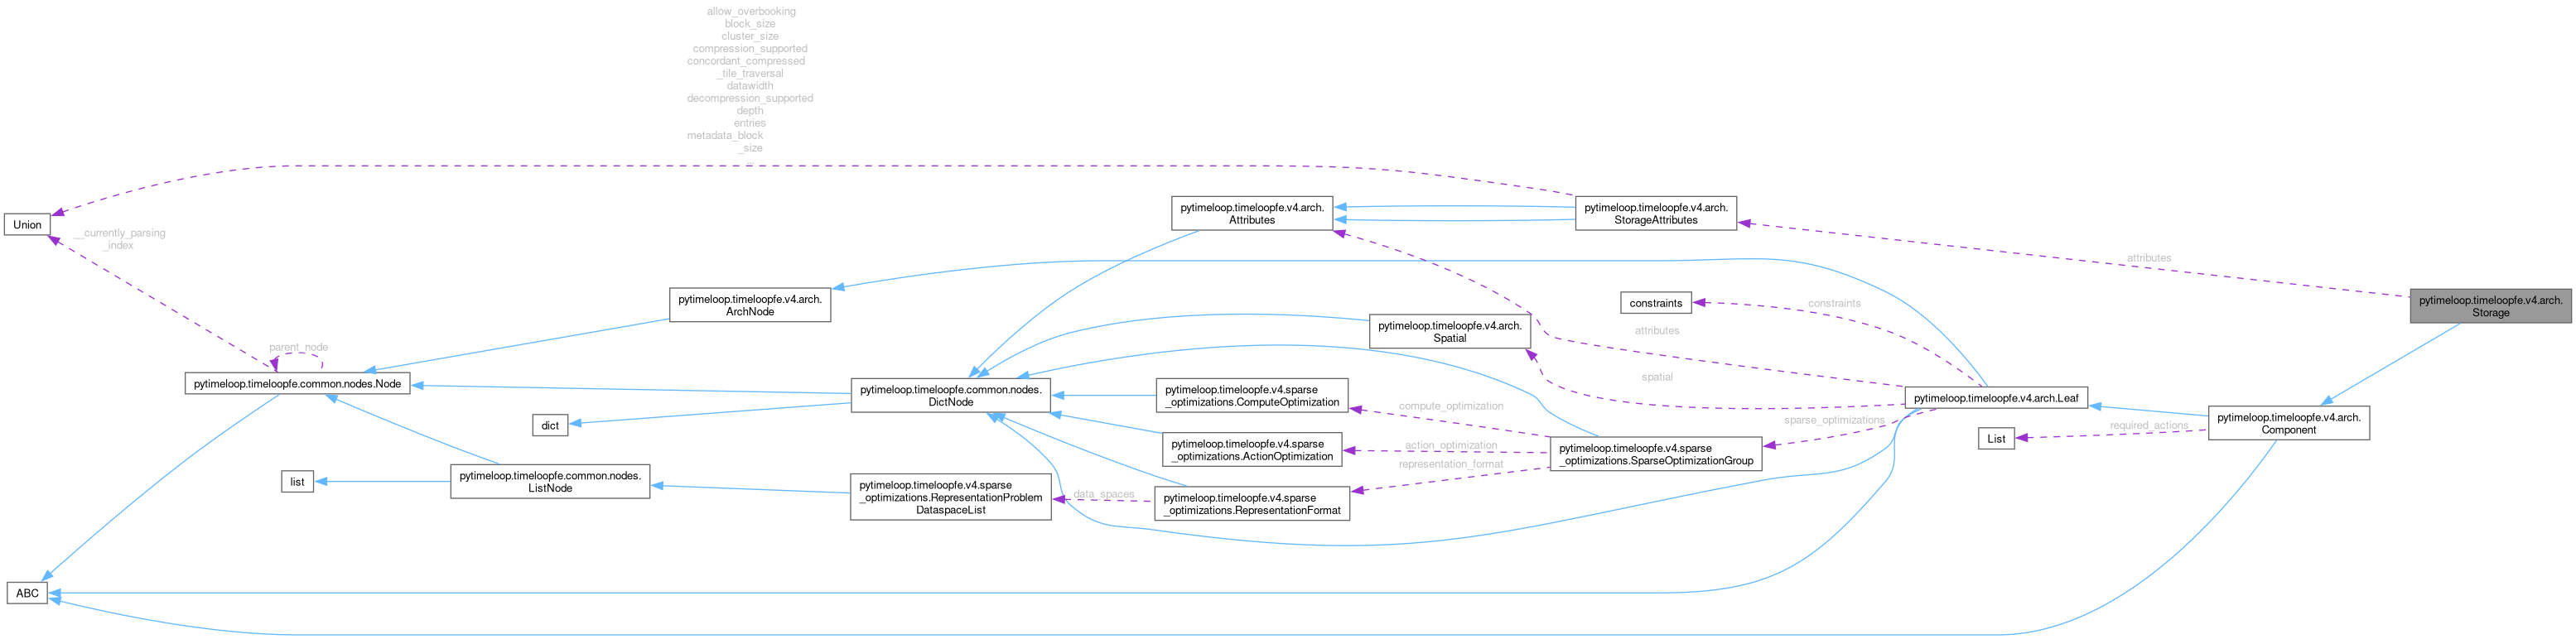 allow_overbooking
block_size
cluster_size
compression_supported
concordant_compressed
_tile_traversal
datawidth
decompression_supported
depth
entries
metadata_block
_size
...
pytimeloop.timeloopfe.v4.arch.
Attributes
pytimeloop.timeloopfe.v4.arch.
StorageAttributes
Union
__currently_parsing
_index
attributes
pytimeloop.timeloopfe.v4.arch.
ArchNode
constraints
constraints
pytimeloop.timeloopfe.v4.arch.
Storage
pytimeloop.timeloopfe.v4.arch.
Spatial
attributes
parent_node
pytimeloop.timeloopfe.common.nodes.Node
spatial
pytimeloop.timeloopfe.common.nodes.
DictNode
pytimeloop.timeloopfe.v4.sparse
_optimizations.ComputeOptimization
pytimeloop.timeloopfe.v4.arch.Leaf
compute_optimization
dict
sparse_optimizations
pytimeloop.timeloopfe.v4.arch.
Component
required_actions
List
pytimeloop.timeloopfe.v4.sparse
_optimizations.ActionOptimization
action_optimization
pytimeloop.timeloopfe.v4.sparse
_optimizations.SparseOptimizationGroup
representation_format
list
pytimeloop.timeloopfe.common.nodes.
ListNode
pytimeloop.timeloopfe.v4.sparse
_optimizations.RepresentationProblem
DataspaceList
data_spaces
pytimeloop.timeloopfe.v4.sparse
_optimizations.RepresentationFormat
ABC